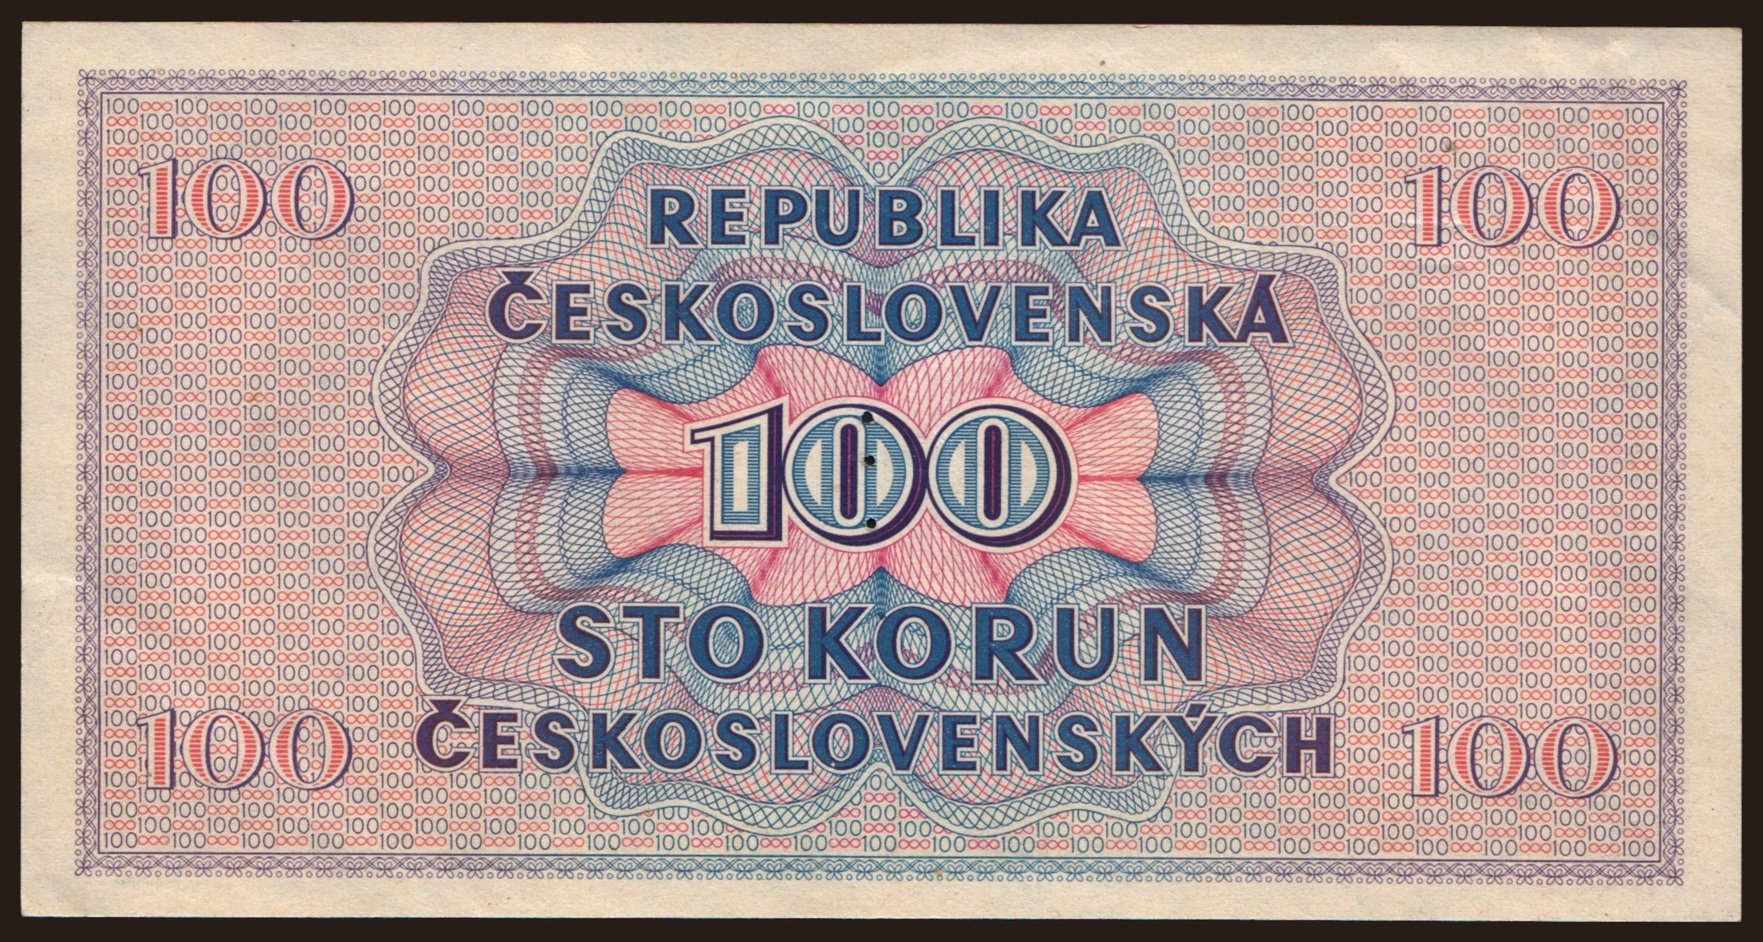 100 100
REPUBLIKA
ČESKOSLOVENSKÁ
100
STO KORUN
ČESKOSLOVENSKÝCH
100 100